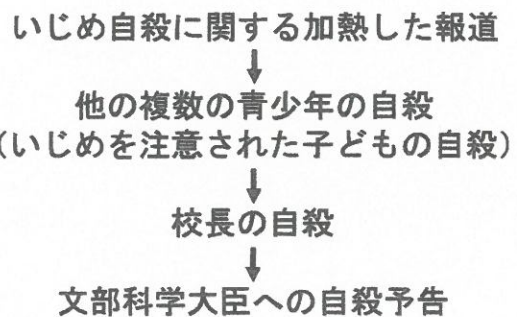 いじめ自殺に関する加熱した報道
↓
他の複数の青少年の自殺
(いじめを注意された子どもの自殺)
↓
校長の自殺
↓
文部科学大臣への自殺予告